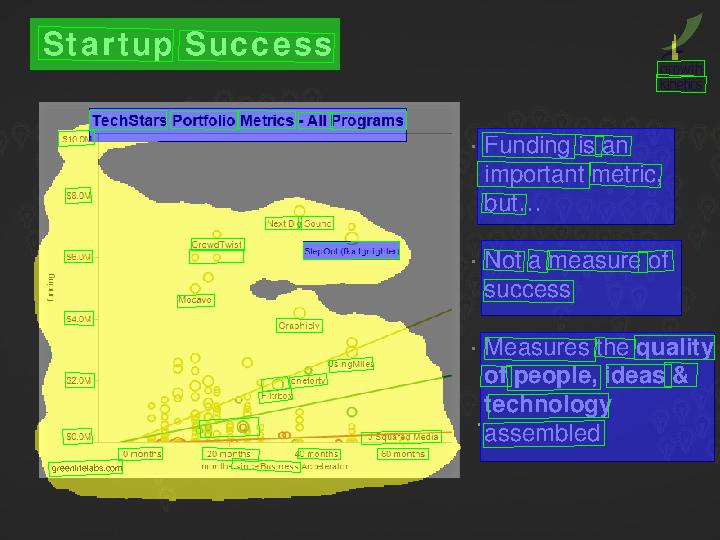 Startup Success
growth
kinetics
TechStars Portfolio Metrics - All Programs
$10.0M
$8.0M
$6.0M
$4.0M
$2.0M
$0.0M
funding
Next Big Sound
CrowdTwist
StepOut (fka Ignighter)
Mocavo
Graphicly
UsingMiles
Oneforty
Filtrbox
J Squared Media
0 months
20 months
40 months
60 months
months since Business Accelerator
greenlitelabs.com
· Funding is an
important metric,
but...
· Not a measure of
success
· Measures the quality
of people, ideas &
technology
assembled